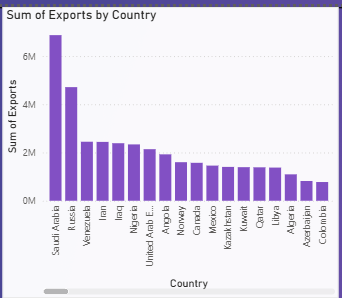 Sum of Exports by Country
Sum of Exports
6M
4M
2M
0M
Saudi Arabia
Russia
Venezuela
Iran
Iraq
Nigeria
United Arab E...
Angola
Norway
Canada
Mexico
Kazakhstan
Kuwait
Qatar
Libya
Algeria
Azerbaijan
Colombia
Country